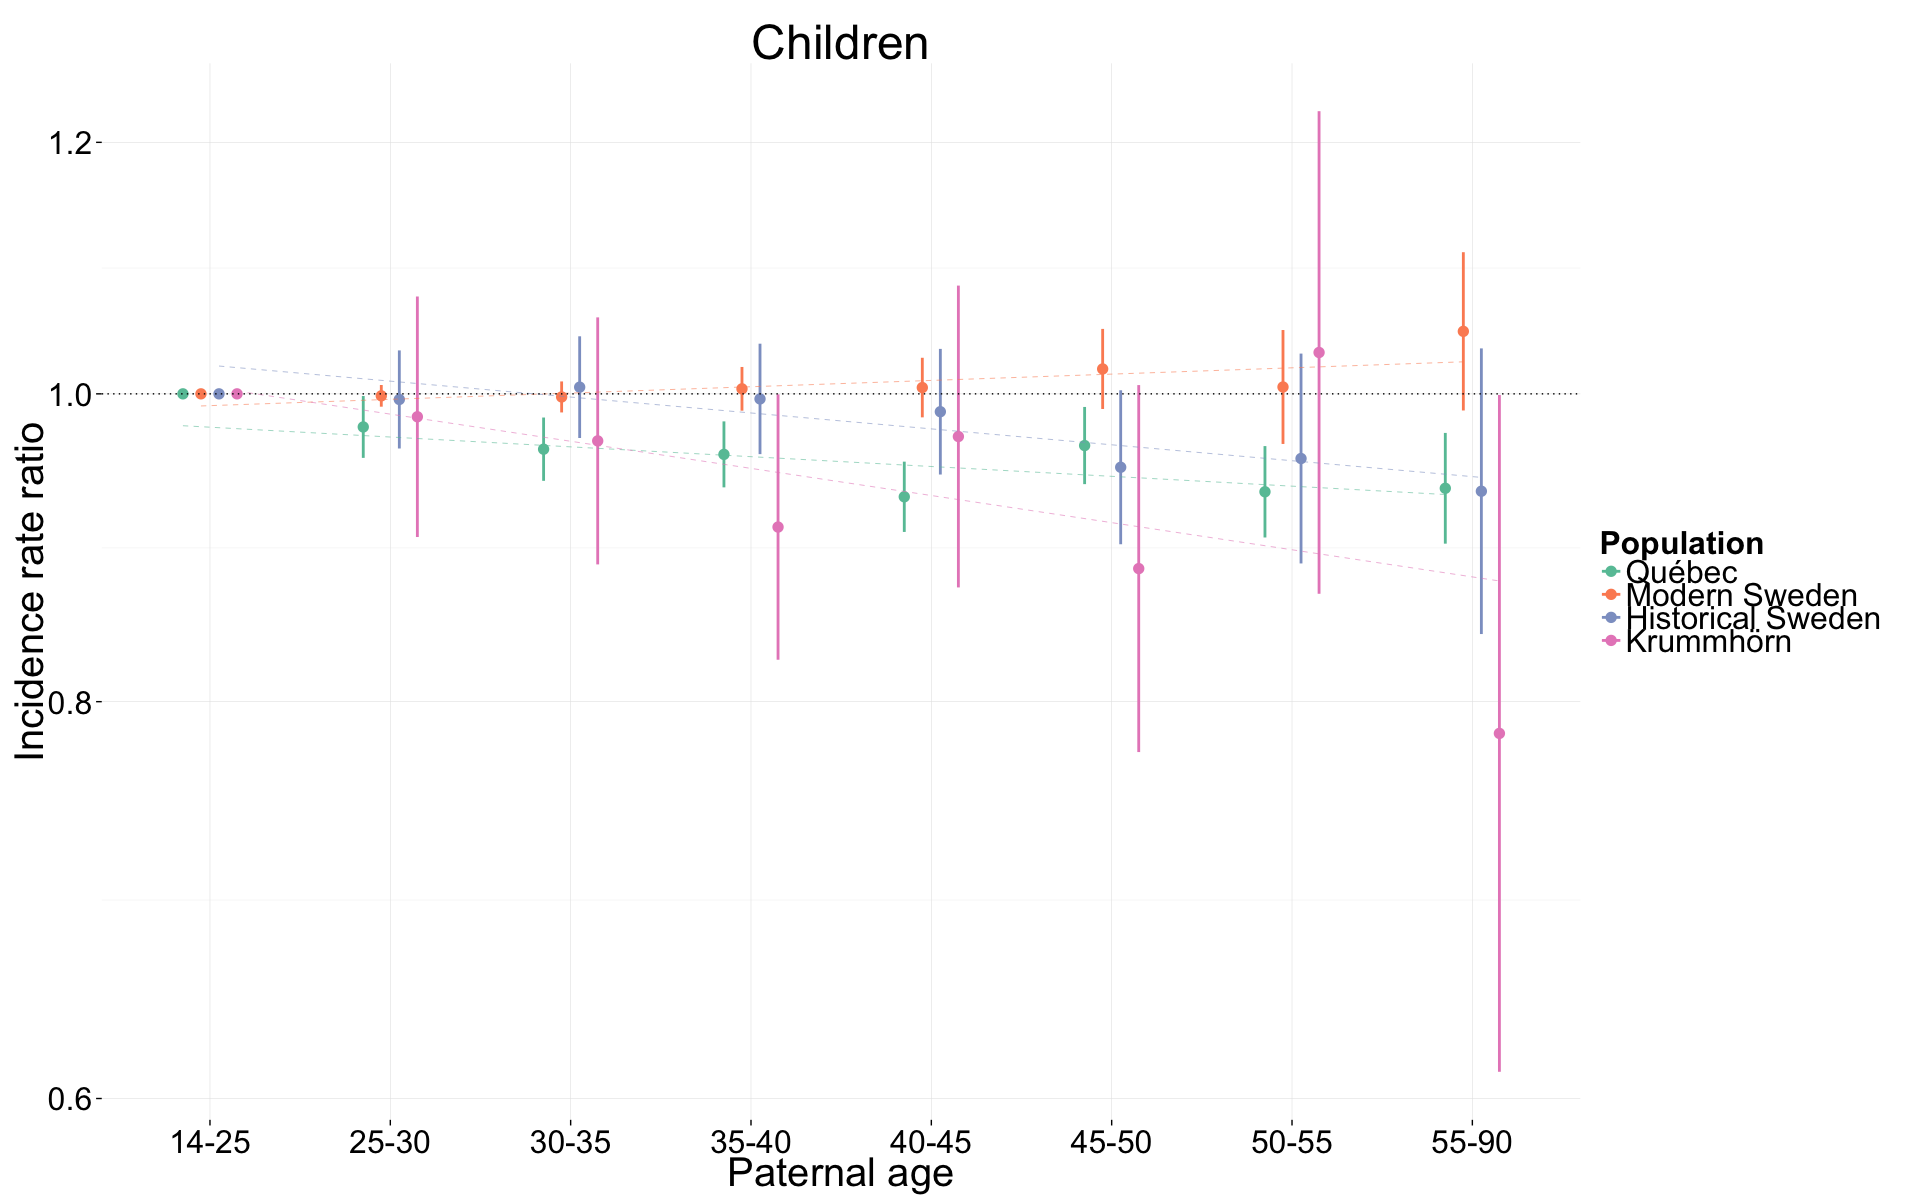 Children
Incidence rate ratio
1.2
1.0
0.8
0.6
14-25 25-30 30-35 35-40 40-45 45-50 50-55 55-90
Paternal age
Population
Québec
Modern Sweden
Historical Sweden
Krummhörn